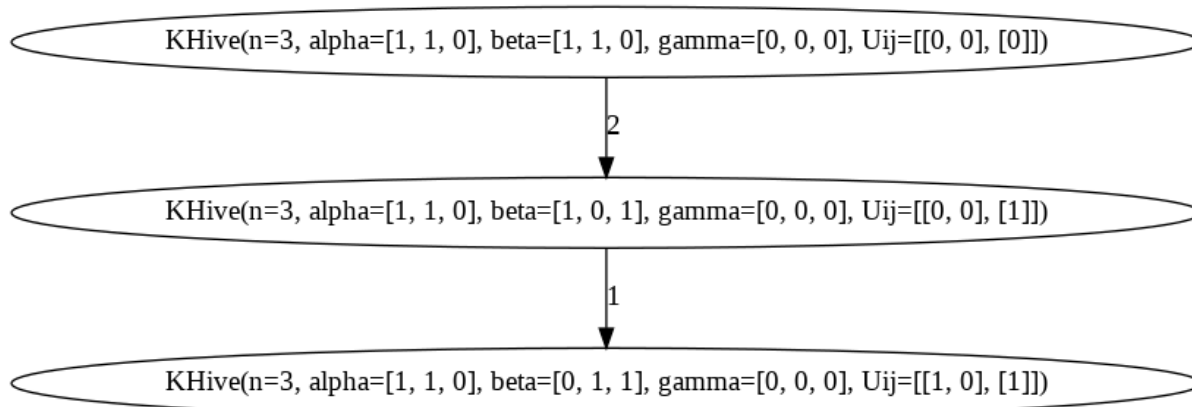 KHive(n=3, alpha=[1, 1, 0], beta=[1, 1, 0], gamma=[0, 0, 0], Uij=[[0, 0], [0]])
2
KHive(n=3, alpha=[1, 1, 0], beta=[1, 0, 1], gamma=[0, 0, 0], Uij=[[0, 0], [1]])
1
KHive(n=3, alpha=[1, 1, 0], beta=[0, 1, 1], gamma=[0, 0, 0], Uij=[[1, 0], [1]])